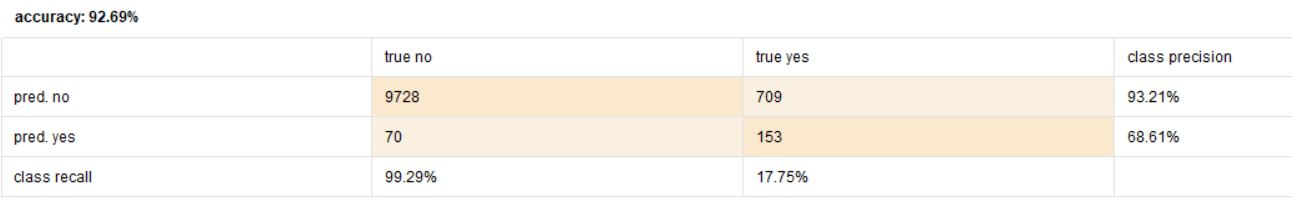 accuracy: 92.69%
true no true yes class precision
pred. no 9728 709 93.21%
pred. yes 70 153 68.61%
class recall 99.29% 17.75%